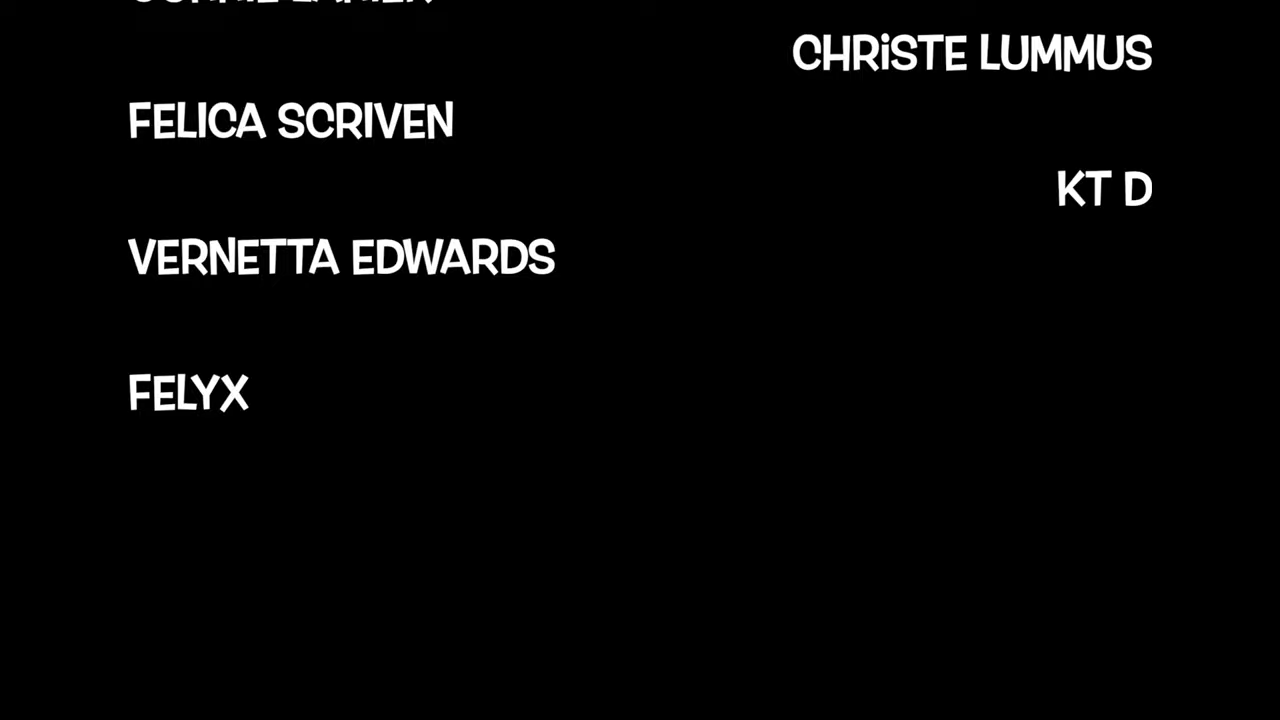 CHRISTE LUMMUS
FELICA SCRIVEN
KT D
VERNETTA EDWARDS
FELYX